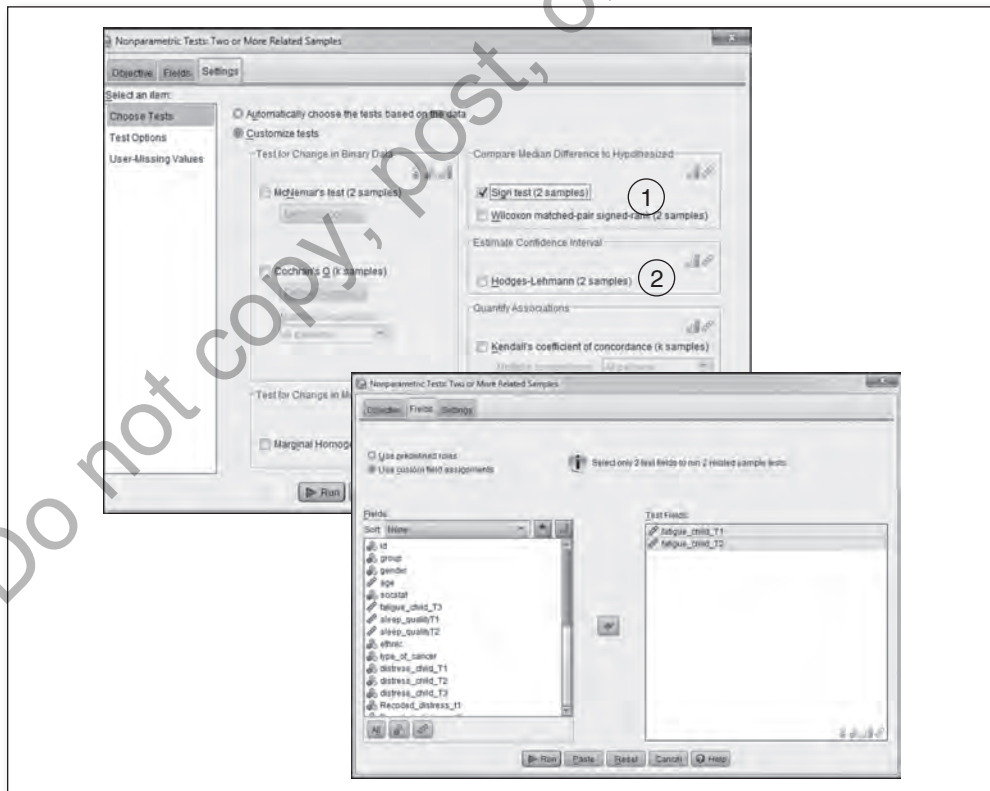 Nonparametric Tests: Two or More Related Samples
Objective Fields Settings
Select an item:
Choose Tests
Test Options
User-Missing Values
Automatically choose the tests based on the data
Customize tests
Test for Change in Binary Data
McNemar's test (2 samples)
Cochran's Q (k samples)
Compare Median Difference to Hypothesized
Sign test (2 samples)
Wilcoxon matched-pair signed-rank (2 samples)
1
Estimate Confidence Interval
Hodges-Lehmann (2 samples)
2
Quantify Associations
Kendall's coefficient of concordance (k samples)
Test for Change in M
Marginal Homoge
Run
Nonparametric Tests: Two or More Related Samples
Objective Fields Settings
Use predefined roles
Use custom field assignments
Select only 2 test fields to run 2 related sample tests.
Fields:
Sort: None
id
group
gender
age
socstat
fatigue_child_T3
sleep_qualityT1
sleep_qualityT2
ethnic
type_of_cancer
distress_child_T1
distress_child_T2
distress_child_T3
Recoded_distress_t1
All
Test Fields:
fatigue_child_T1
fatigue_child_T2
Run Paste Reset Cancel Help
Do not copy, post, o